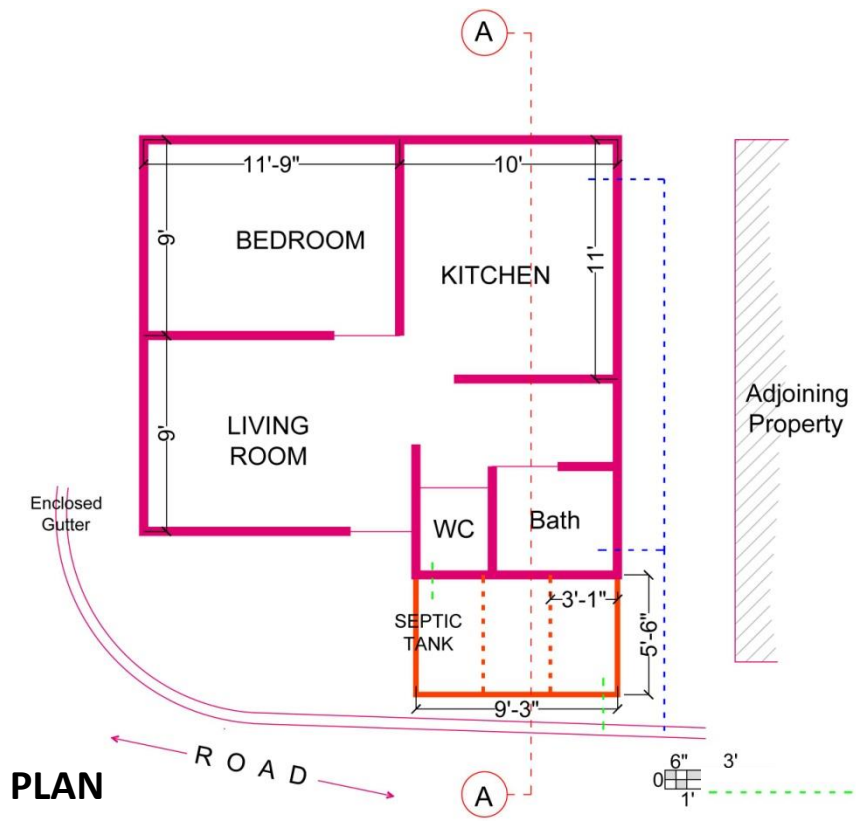 A
11'-9"
10'
9'
BEDROOM
KITCHEN
11'
LIVING
ROOM
9'
Adjoining
Property
Enclosed
Gutter
WC
Bath
SEPTIC
TANK
3'-1"
5'-6"
9'-3"
ROAD
PLAN
A
6"
3'
0
1'